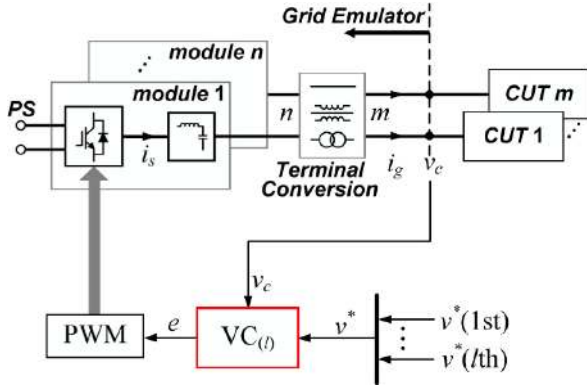 Grid Emulator
module n
module 1
PS
i_s
n
m
Terminal
Conversion
i_g
v_c
CUT m
CUT 1
v_c
PWM
e
VC_(l)
v*
v*(1st)
v*(lth)